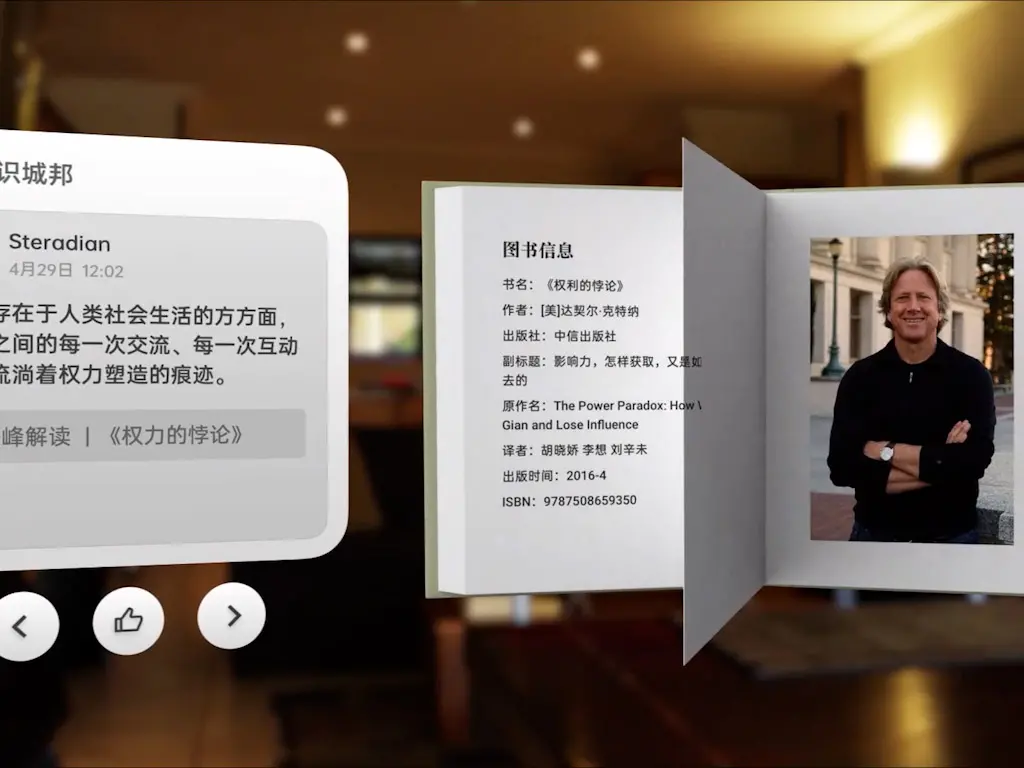 识城邦
Steradian
4月29日 12:02
存在于人类社会生活的方方面，
之间的每一次交流、每一次互动
流淌着权力塑造的痕迹。
峰解读 | 《权力的悖论》
图书信息
书名：《权利的悖论》
作者：[美]达契尔·克特纳
出版社：中信出版社
副标题：影响力，怎样获取，又是如
去的
原作名：The Power Paradox: How
Gian and Lose Influence
译者：胡晓娇 李想 刘辛未
出版时间：2016-4
ISBN：9787508659350